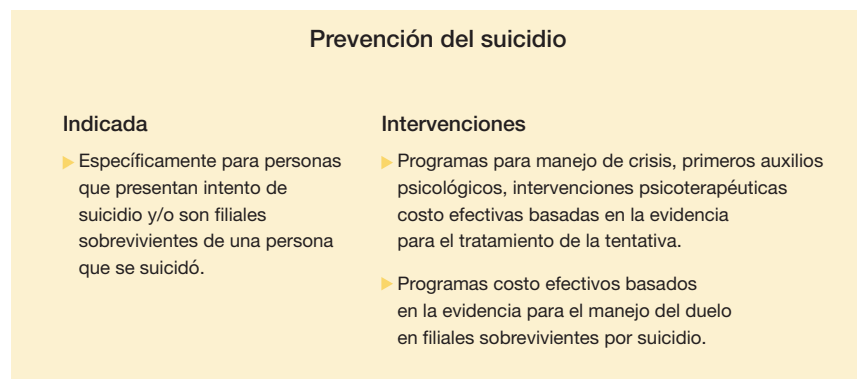 Prevención del suicidio
Indicada
Específicamente para personas
que presentan intento de
suicidio y/o son filiales
sobrevivientes de una persona
que se suicidó.
Intervenciones
Programas para manejo de crisis, primeros auxilios
psicológicos, intervenciones psicoterapéuticas
costo efectivas basadas en la evidencia
para el tratamiento de la tentativa.
Programas costo efectivos basados
en la evidencia para el manejo del duelo
en filiales sobrevivientes por suicidio.